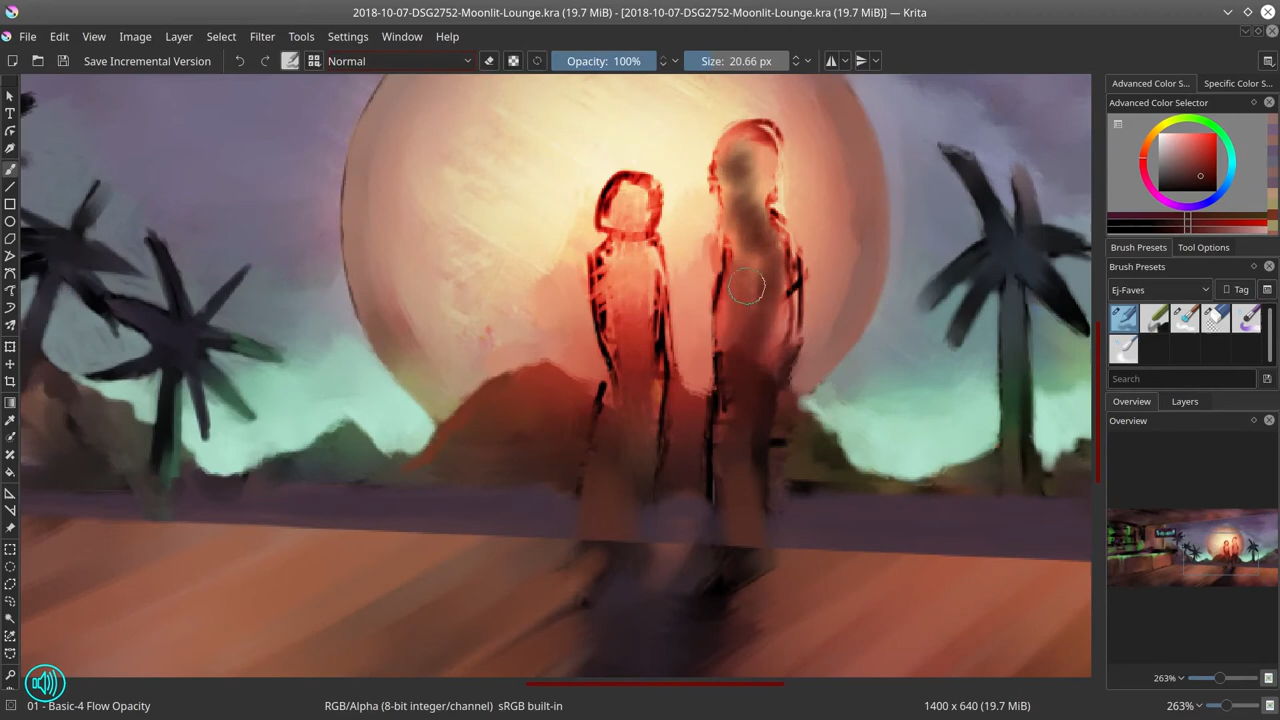 2018-10-07-DSG2752-Moonlit-Lounge.kra (19.7 MiB) - [2018-10-07-DSG2752-Moonlit-Lounge.kra (19.7 MiB)] — Krita
File Edit View Image Layer Select Filter Tools Settings Window Help
Save Incremental Version Normal Opacity: 100% Size: 20.66 px
Advanced Color S... Specific Color S...
Advanced Color Selector
Brush Presets Tool Options
Brush Presets
Ej-Faves Tag
Search
Overview Layers
Overview
263%
01 - Basic-4 Flow Opacity RGB/Alpha (8-bit integer/channel) sRGB built-in 1400 x 640 (19.7 MiB) 263%